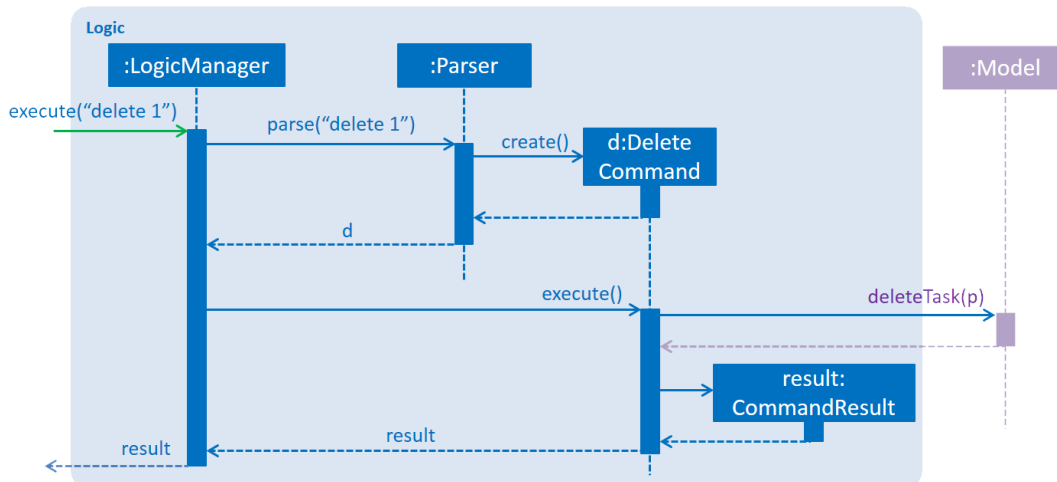 Logic
:LogicManager
:Parser
:Model
execute(“delete 1”)
parse(“delete 1”)
create()
d:Delete
Command
d
execute()
deleteTask(p)
result:
CommandResult
result
result